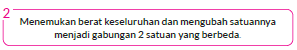 2
Menemukan berat keseluruhan dan mengubah satuannya
menjadi gabungan 2 satuan yang berbeda.